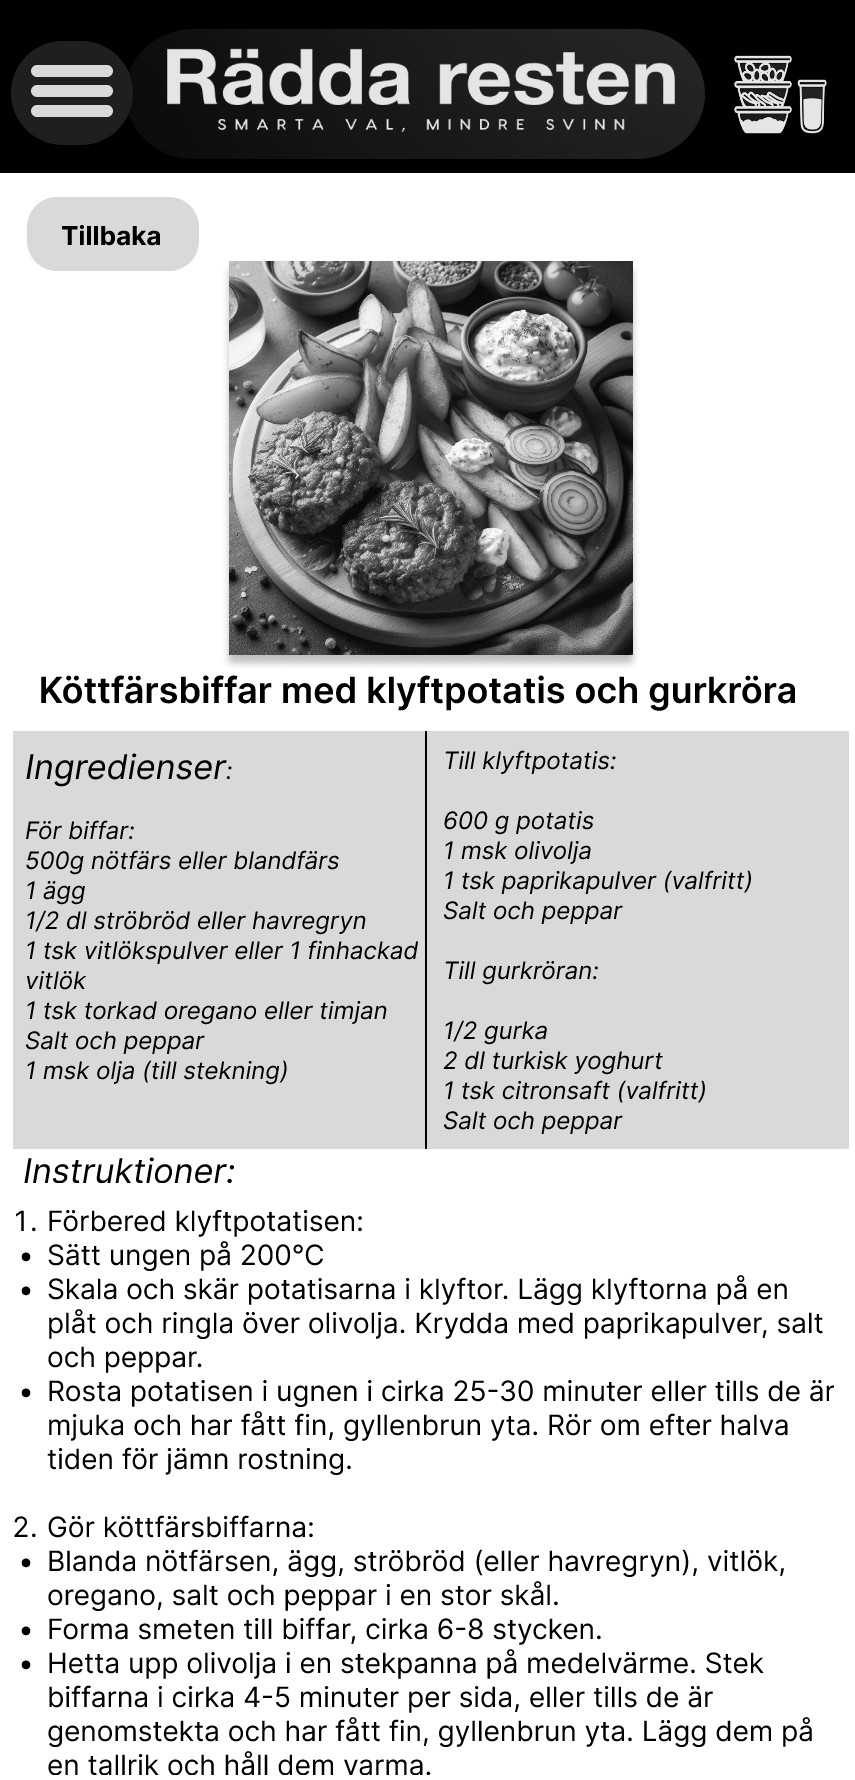 Rädda resten
SMARTA VAL, MINDRE SVINN
Tillbaka
Köttfärsbiffar med klyftpotatis och gurkröra
Ingredienser:
För biffar:
500g nötfärs eller blandfärs
1 ägg
1/2 dl ströbröd eller havregryn
1 tsk vitlökspulver eller 1 finhackad
vitlök
1 tsk torkad oregano eller timjan
Salt och peppar
1 msk olja (till stekning)
Till klyftpotatis:
600 g potatis
1 msk olivolja
1 tsk paprikapulver (valfritt)
Salt och peppar
Till gurkröran:
1/2 gurka
2 dl turkisk yoghurt
1 tsk citronsaft (valfritt)
Salt och peppar
Instruktioner:
1. Förbered klyftpotatisen:
• Sätt ungen på 200°C
• Skala och skär potatisarna i klyftor. Lägg klyftorna på en
plåt och ringla över olivolja. Krydda med paprikapulver, salt
och peppar.
• Rosta potatisen i ugnen i cirka 25-30 minuter eller tills de är
mjuka och har fått fin, gyllenbrun yta. Rör om efter halva
tiden för jämn rostning.
2. Gör köttfärsbiffarna:
• Blanda nötfärsen, ägg, ströbröd (eller havregryn), vitlök,
oregano, salt och peppar i en stor skål.
• Forma smeten till biffar, cirka 6-8 stycken.
• Hetta upp olivolja i en stekpanna på medelvärme. Stek
biffarna i cirka 4-5 minuter per sida, eller tills de är
genomstekta och har fått fin, gyllenbrun yta. Lägg dem på
en tallrik och håll dem varma.